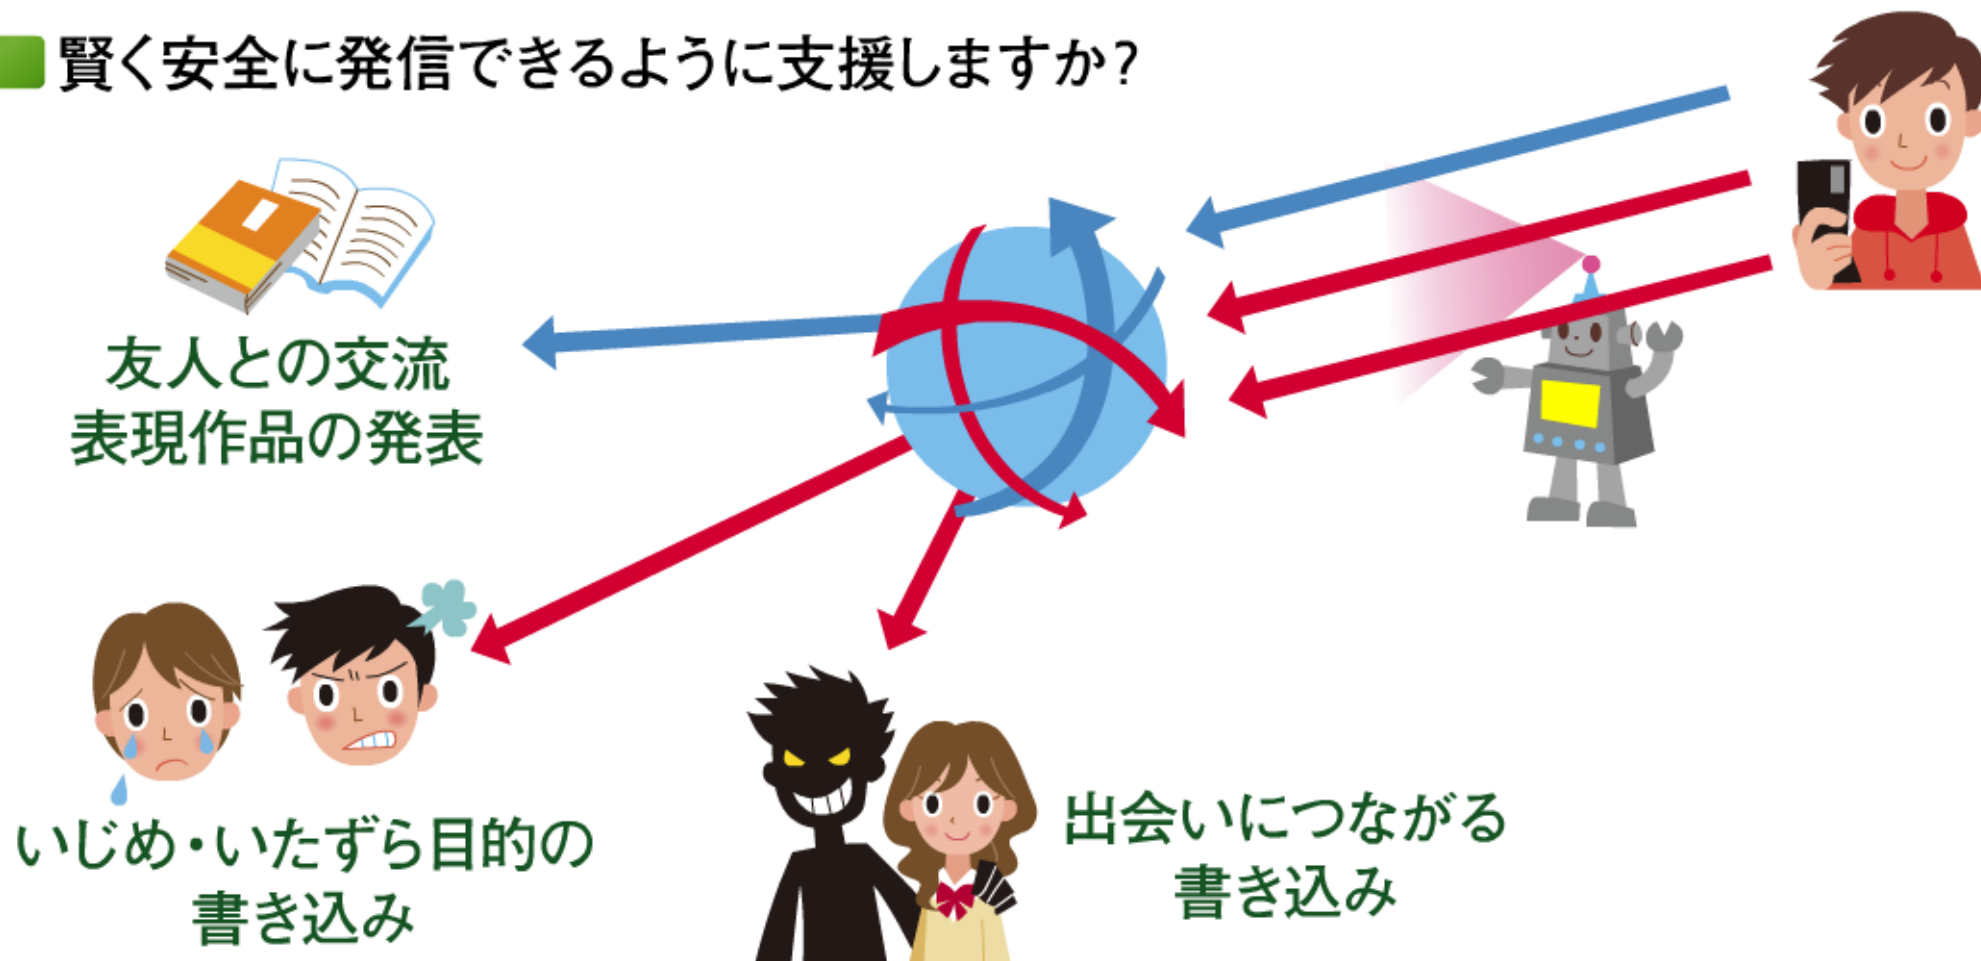 賢く安全に発信できるように支援しますか?
友人との交流
表現作品の発表
いじめ・いたずら目的の
書き込み
出会いにつながる
書き込み